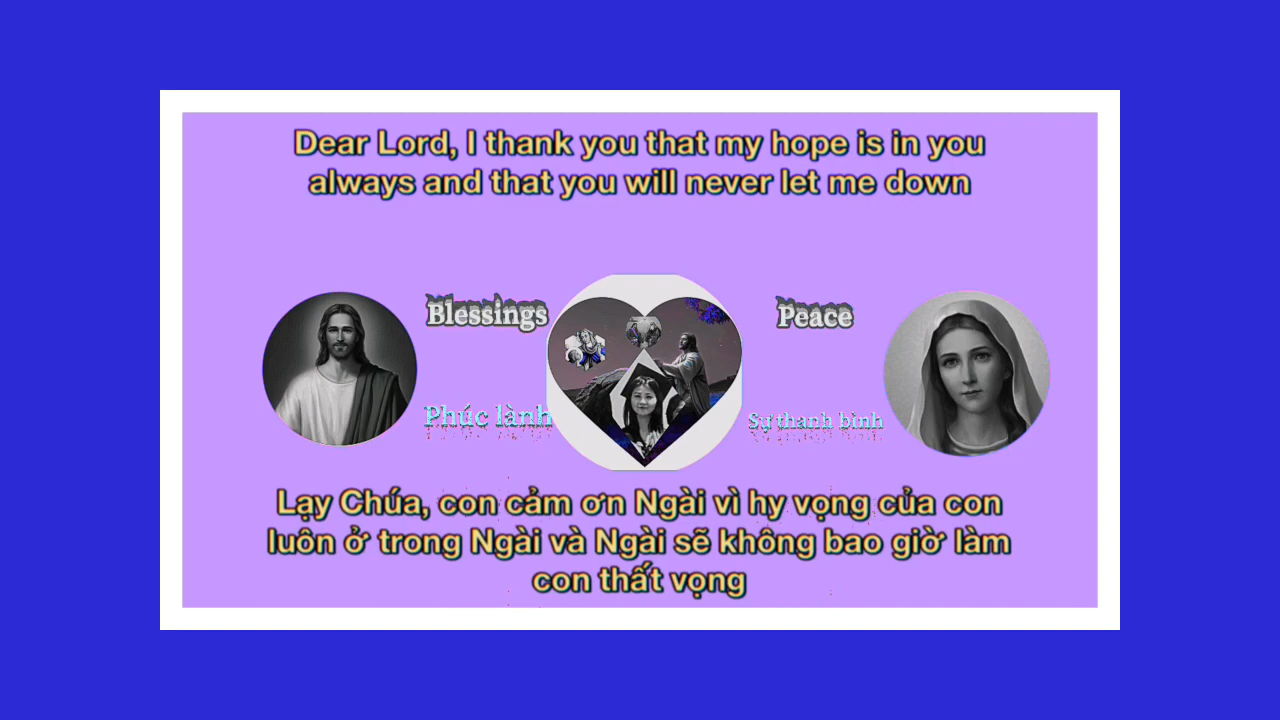 Dear Lord, I thank you that my hope is in you
always and that you will never let me down
Blessings
Peace
Phúc lành
Sự thanh bình
Lạy Chúa, con cảm ơn Ngài vì hy vọng của con
luôn ở trong Ngài và Ngài sẽ không bao giờ làm
con thất vọng